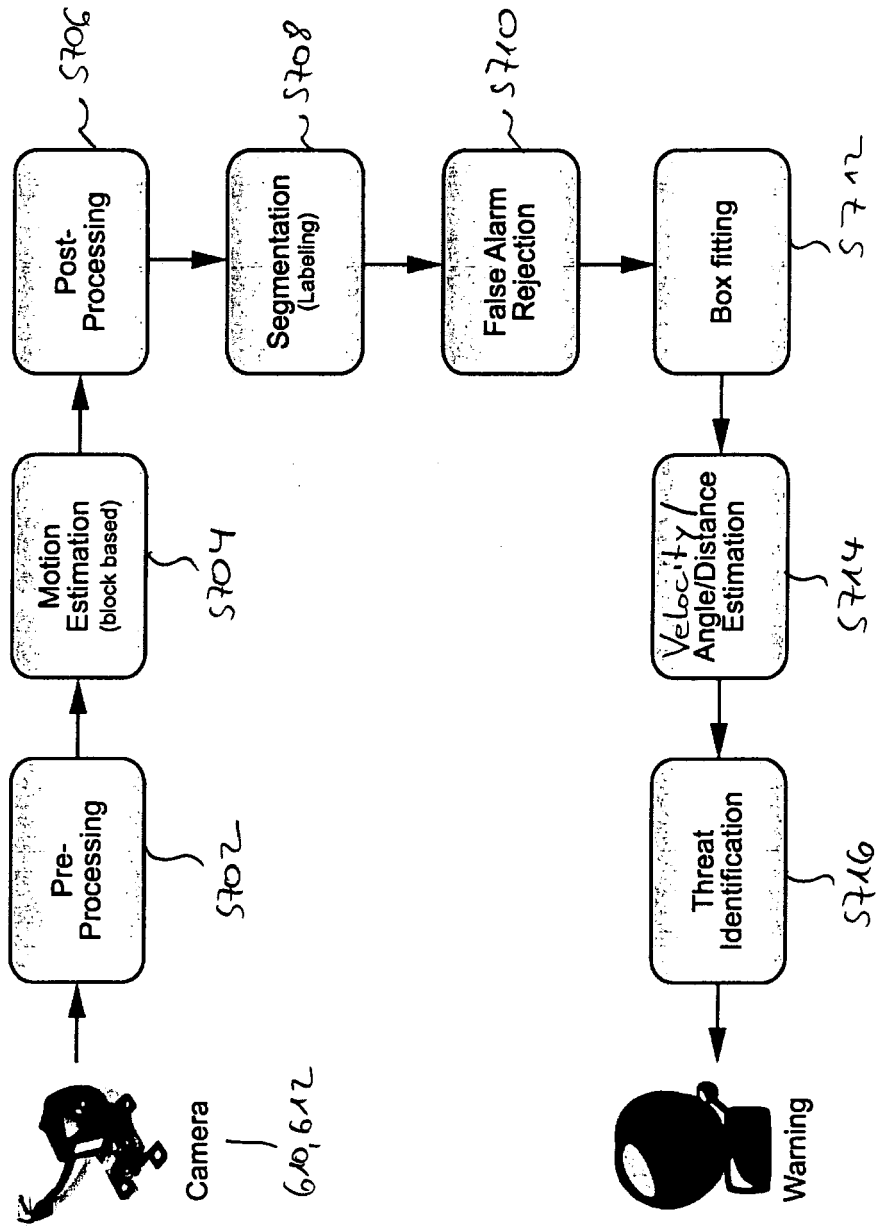 Camera
610, 612
Pre-
Processing
S702
Motion
Estimation
(block based)
S704
Post-
Processing
S706
Segmentation
(Labeling)
S708
False Alarm
Rejection
S710
Box fitting
S712
Velocity/
Angle/Distance
Estimation
S714
Threat
Identification
S716
Warning